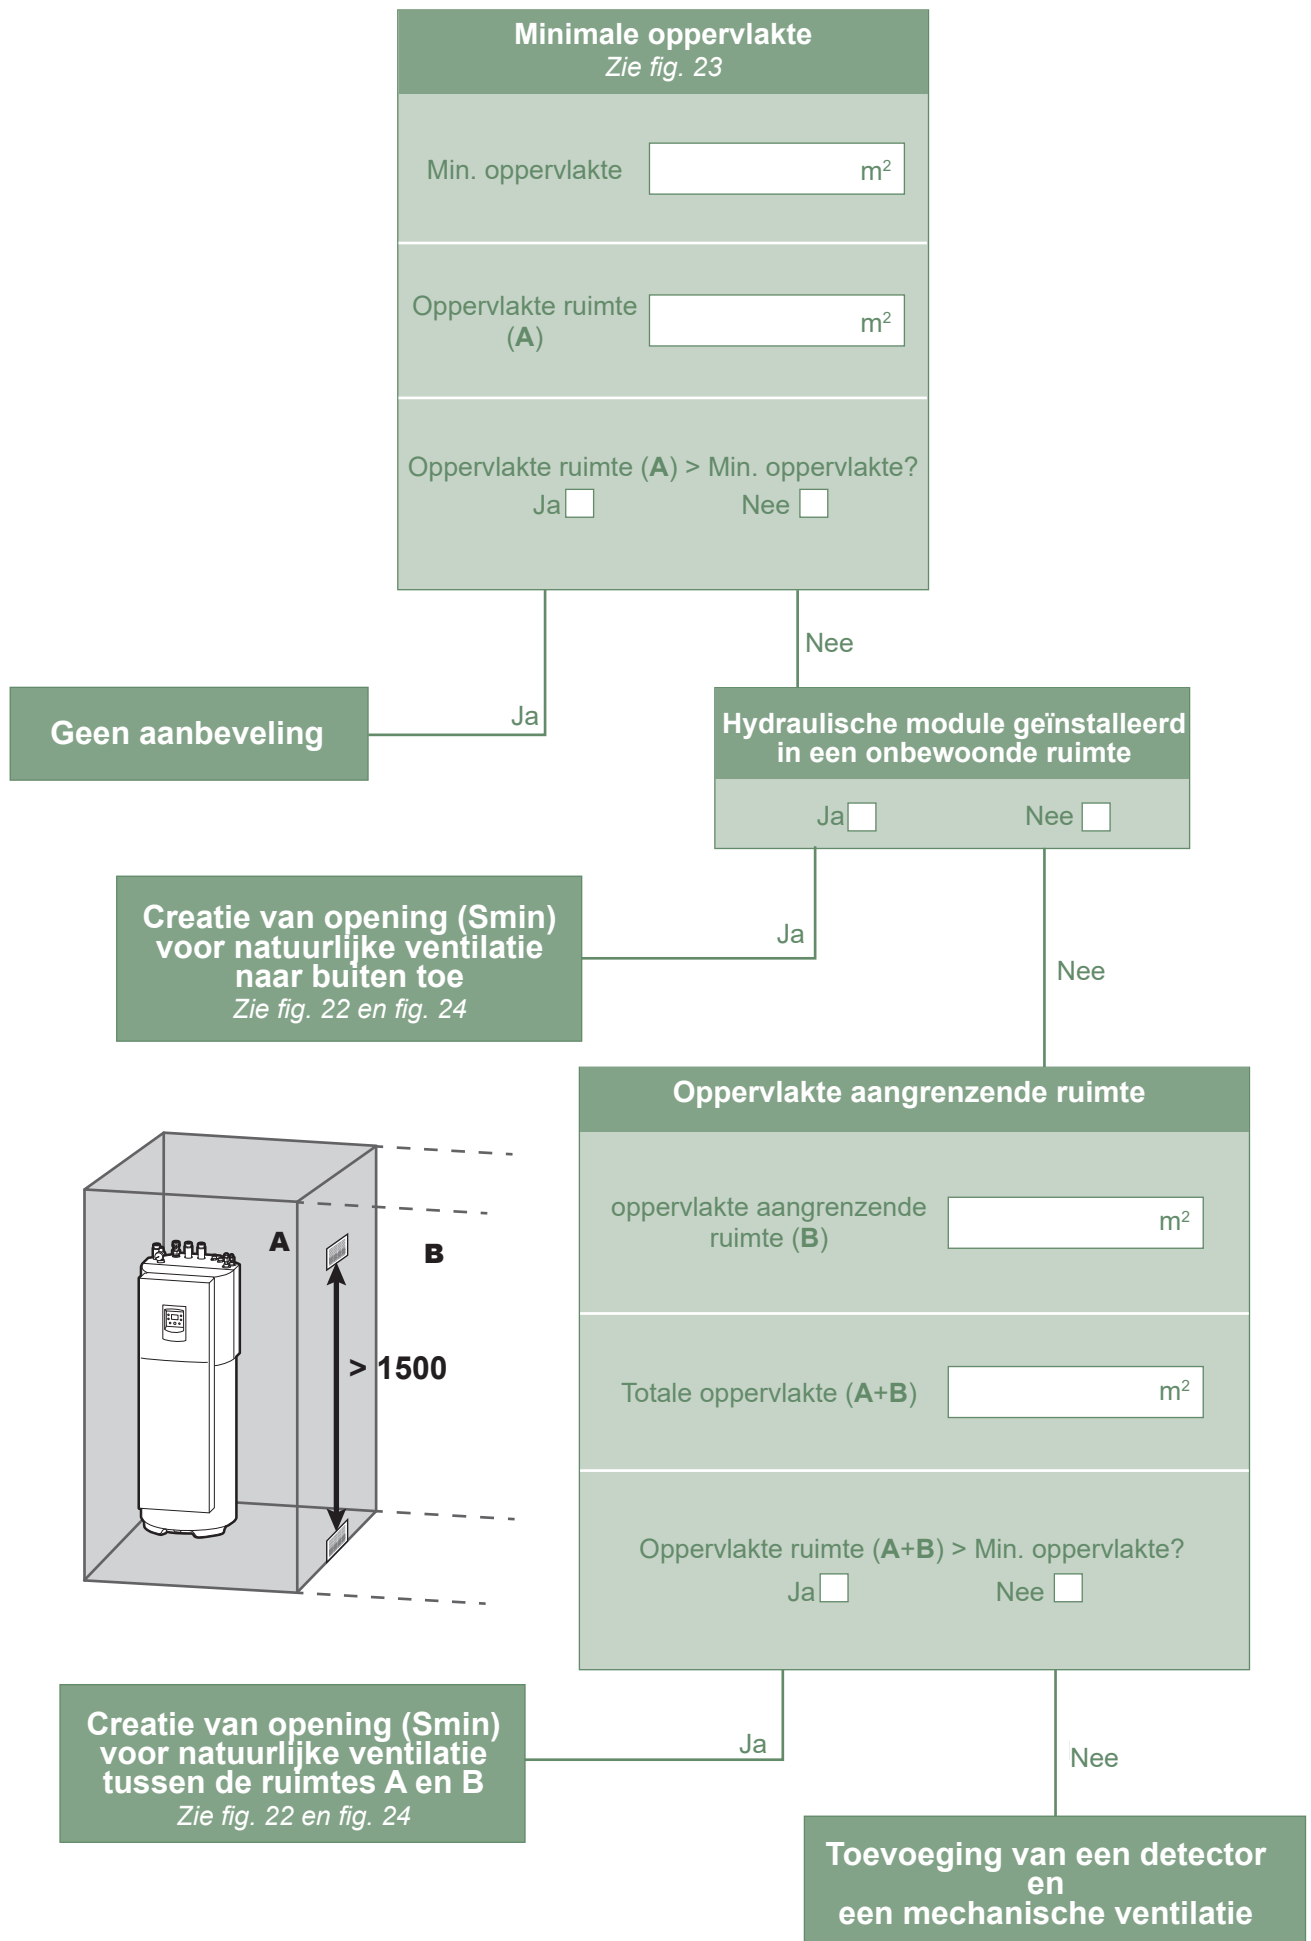 Minimale oppervlakte
Zie fig. 23
Min. oppervlakte
m²
Oppervlakte ruimte
(A)
m²
Oppervlakte ruimte (A) > Min. oppervlakte?
Ja
Nee
Nee
Ja
Geen aanbeveling
Hydraulische module geïnstalleerd
in een onbewoonde ruimte
Ja
Nee
Ja
Nee
Creatie van opening (Smin)
voor natuurlijke ventilatie
naar buiten toe
Zie fig. 22 en fig. 24
Oppervlakte aangrenzende ruimte
oppervlakte aangrenzende
ruimte (B)
m²
Totale oppervlakte (A+B)
m²
Oppervlakte ruimte (A+B) > Min. oppervlakte?
Ja
Nee
A
B
> 1500
Ja
Nee
Creatie van opening (Smin)
voor natuurlijke ventilatie
tussen de ruimtes A en B
Zie fig. 22 en fig. 24
Toevoeging van een detector
en
een mechanische ventilatie